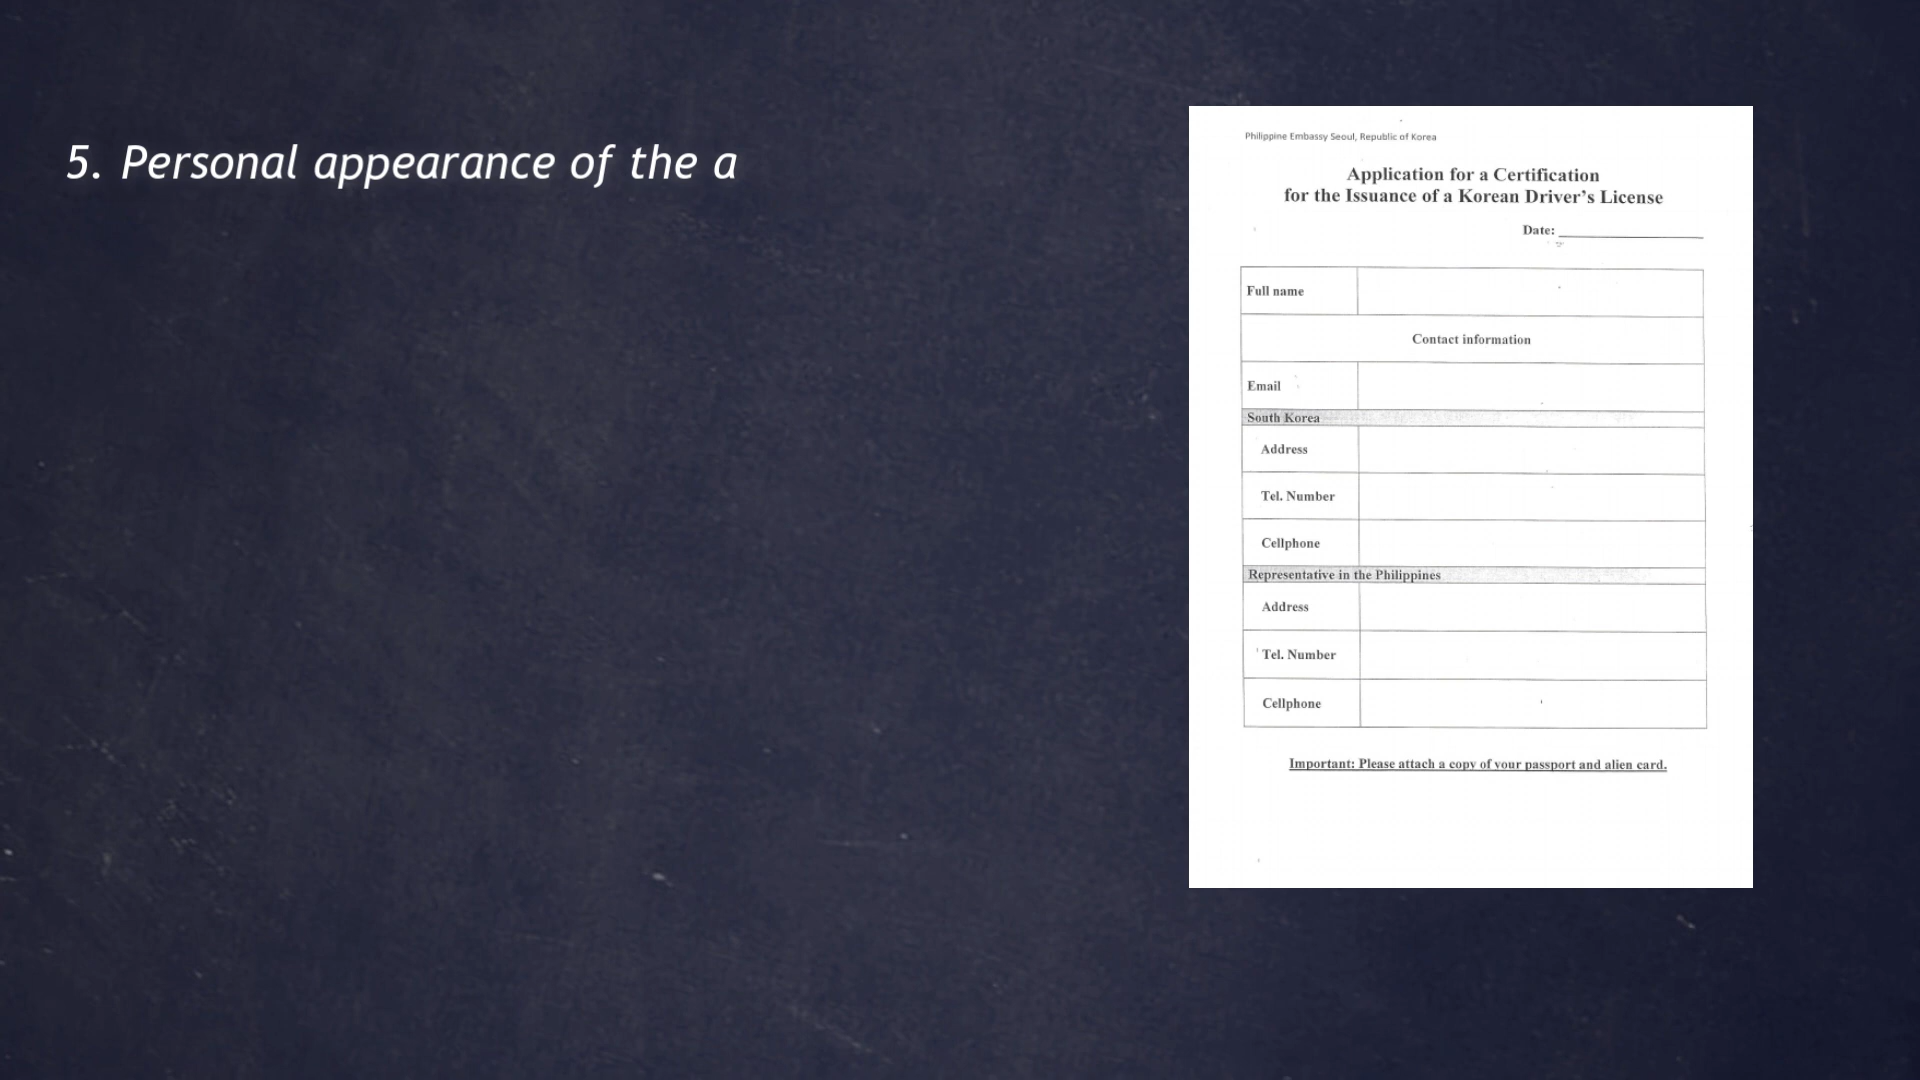 5. Personal appearance of the a
Philippine Embassy Seoul, Republic of Korea
Application for a Certification
for the Issuance of a Korean Driver's License
Date:
Full name
Contact information
Email
South Korea
Address
Tel. Number
Cellphone
Representative in the Philippines
Address
Tel. Number
Cellphone
Important: Please attach a copy of your passport and alien card.